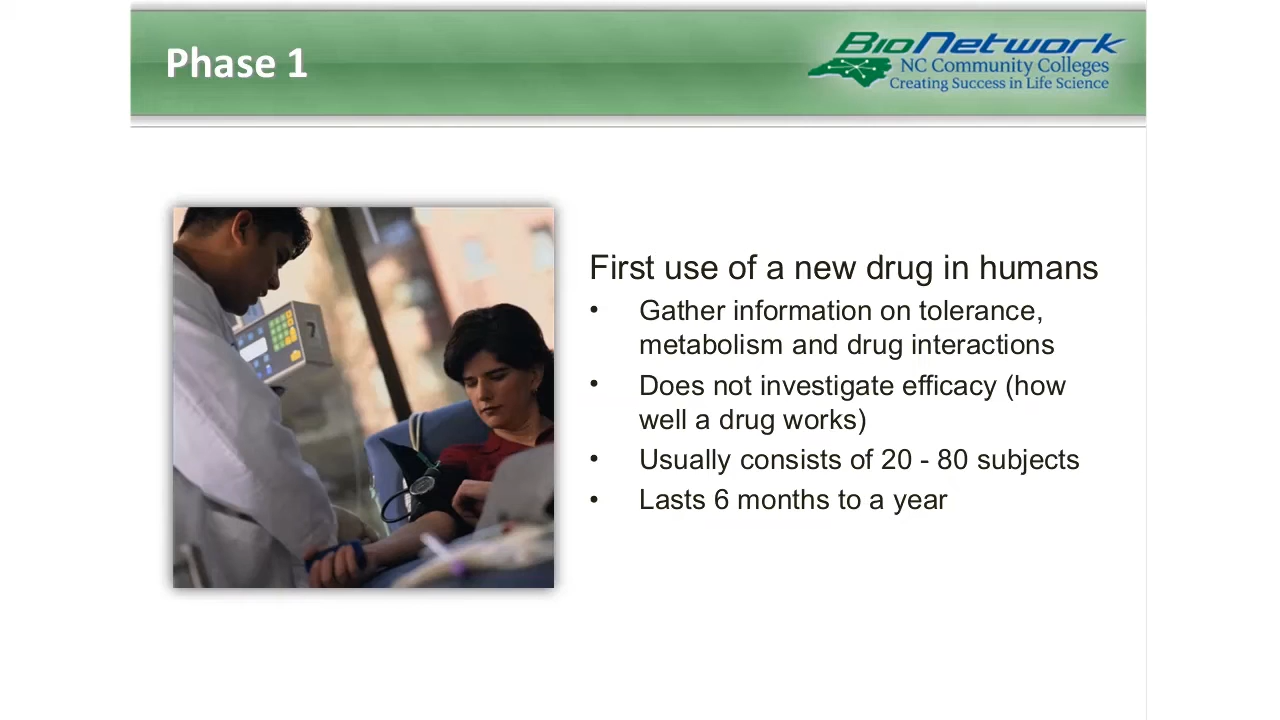 Phase 1
BioNetwork
NC Community Colleges
Creating Success in Life Science
First use of a new drug in humans
• Gather information on tolerance,
metabolism and drug interactions
• Does not investigate efficacy (how
well a drug works)
• Usually consists of 20 - 80 subjects
• Lasts 6 months to a year